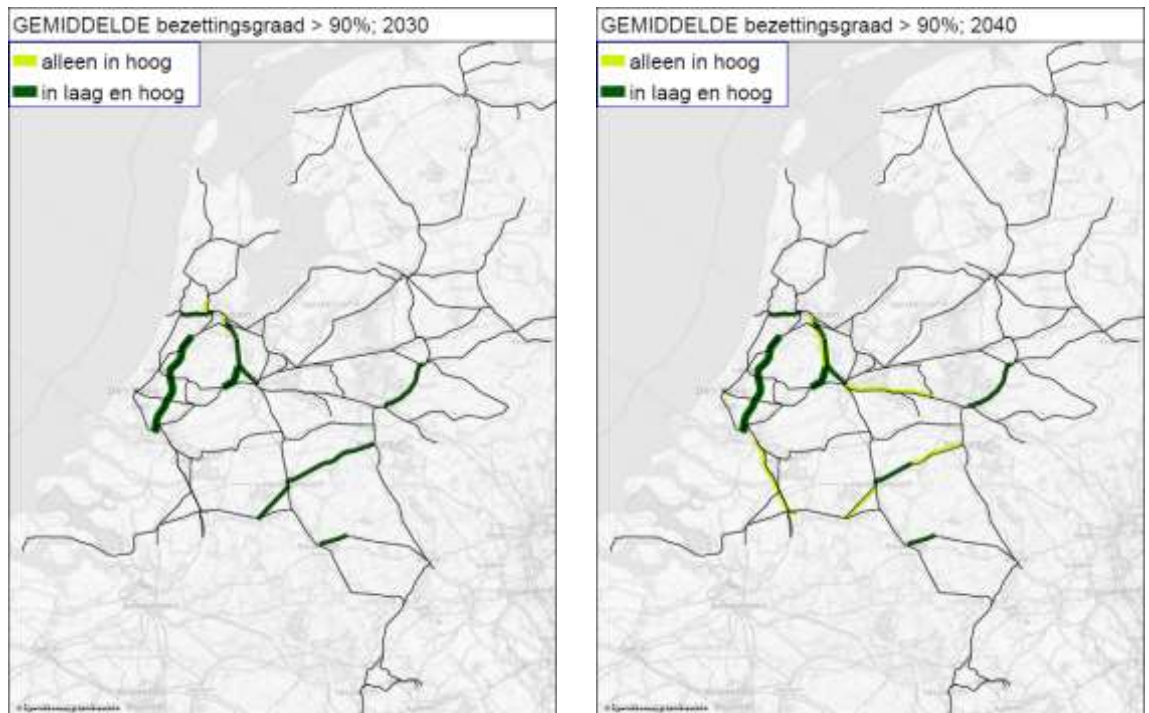 GEMIDDELDE bezettingsgraad > 90%; 2030
alleen in hoog
in laag en hoog
GEMIDDELDE bezettingsgraad > 90%; 2040
alleen in hoog
in laag en hoog